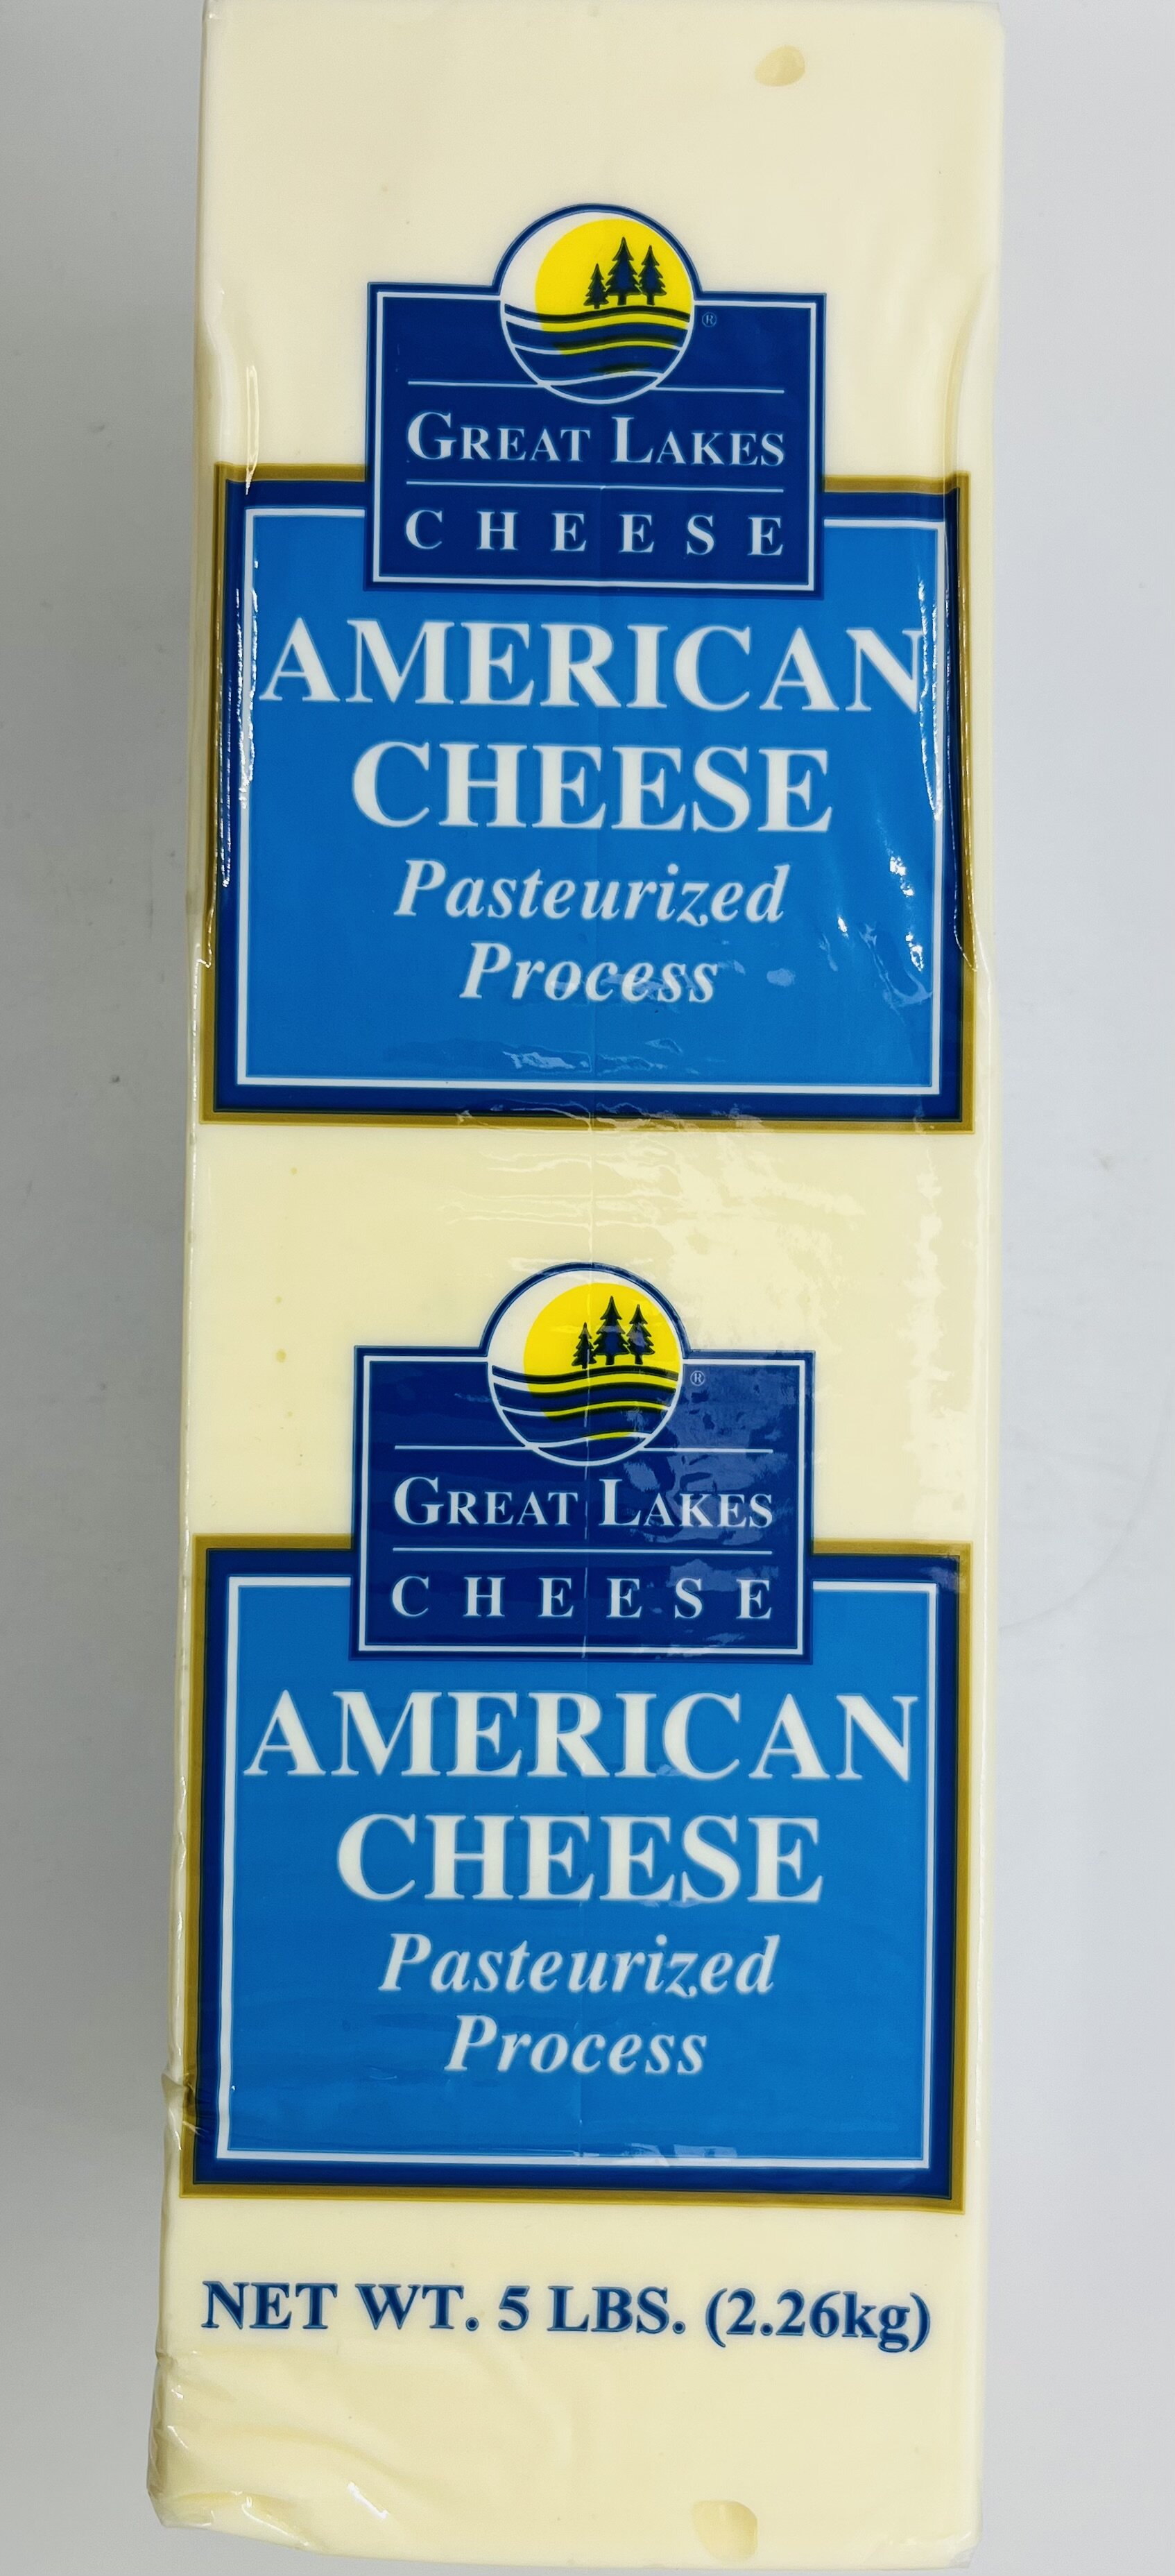 ®
GREAT LAKES
CHEESE
AMERICAN
CHEESE
Pasteurized
Process
®
GREAT LAKES
CHEESE
AMERICAN
CHEESE
Pasteurized
Process
NET WT. 5 LBS. (2.26kg)